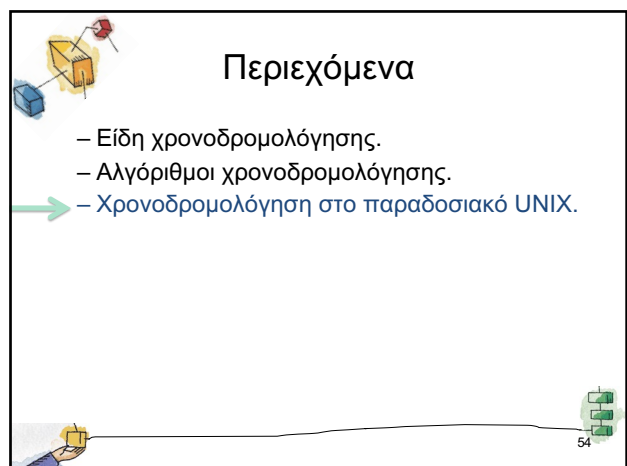 Περιεχόμενα
– Είδη χρονοδρομολόγησης.
– Αλγόριθμοι χρονοδρομολόγησης.
– Χρονοδρομολόγηση στο παραδοσιακό UNIX.
54